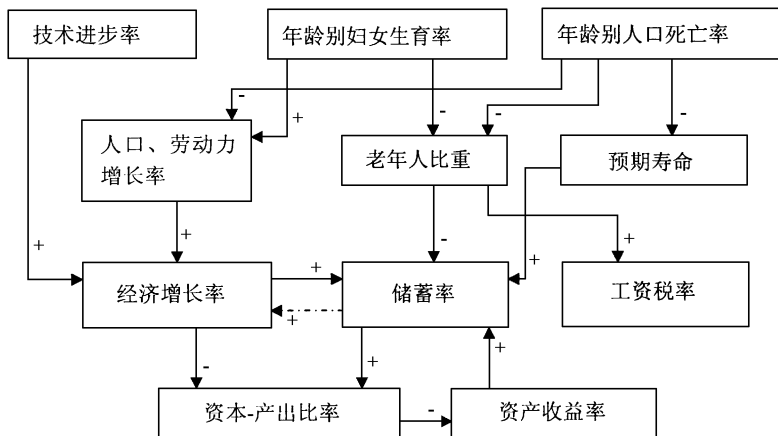 技术进步率
年龄别妇女生育率
年龄别人口死亡率
-
+
-
-
-
人口、劳动力
增长率
老年人比重
预期寿命
+
+
-
+
+
经济增长率
+
储蓄率
工资税率
+
-
+
+
资本-产出比率
-
资产收益率